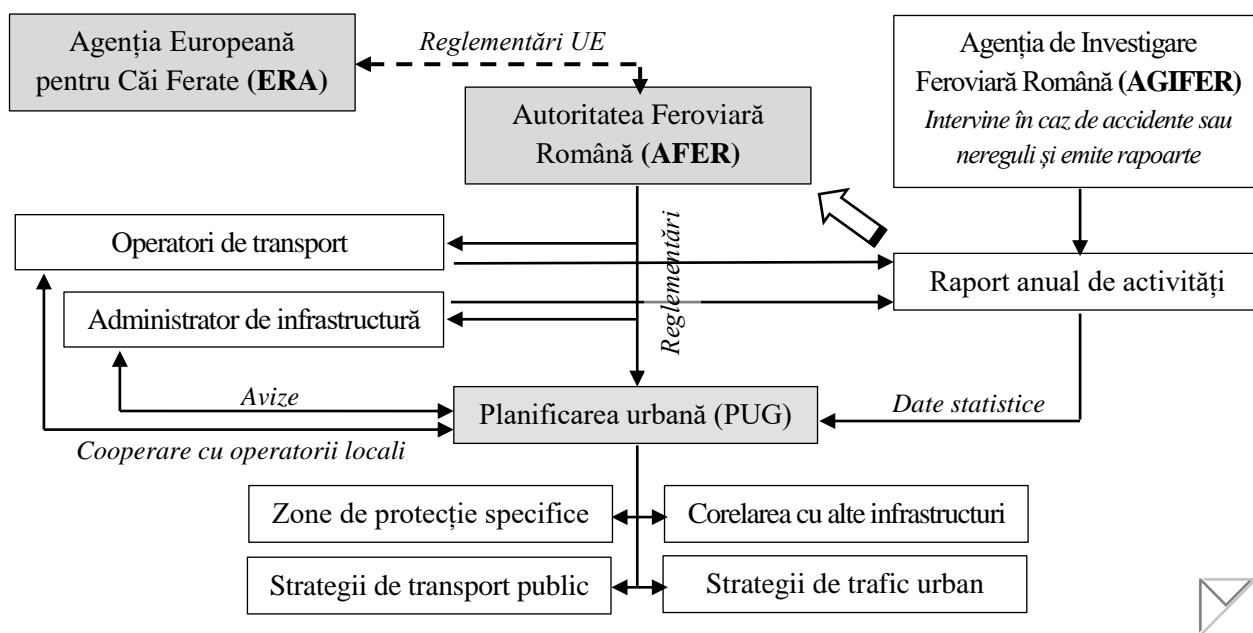 Agenția Europeană
pentru Căi Ferate (ERA)
Reglementări UE
Autoritatea Feroviară
Română (AFER)
Agenția de Investigare
Feroviară Română (AGIFER)
Intervine în caz de accidente sau
nereguli și emite rapoarte
Operatori de transport
Reglementări
Raport anual de activități
Administrator de infrastructură
Avize
Planificarea urbană (PUG)
Date statistice
Cooperare cu operatorii locali
Zone de protecție specifice
Corelarea cu alte infrastructuri
Strategii de transport public
Strategii de trafic urban